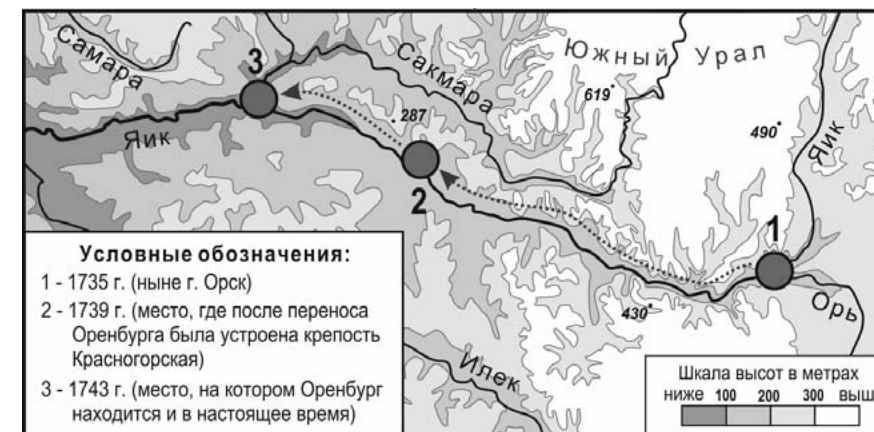 Самара
3
Сакмара
Южный Урал
619
287
490
Яик
Яик
2
1
430
Орь
Илек
Условные обозначения:
1 - 1735 г. (ныне г. Орск)
2 - 1739 г. (место, где после переноса
Оренбурга была устроена крепость
Красногорская)
3 - 1743 г. (место, на котором Оренбург
находится и в настоящее время)
Шкала высот в метрах
ниже 100 200 300 выш